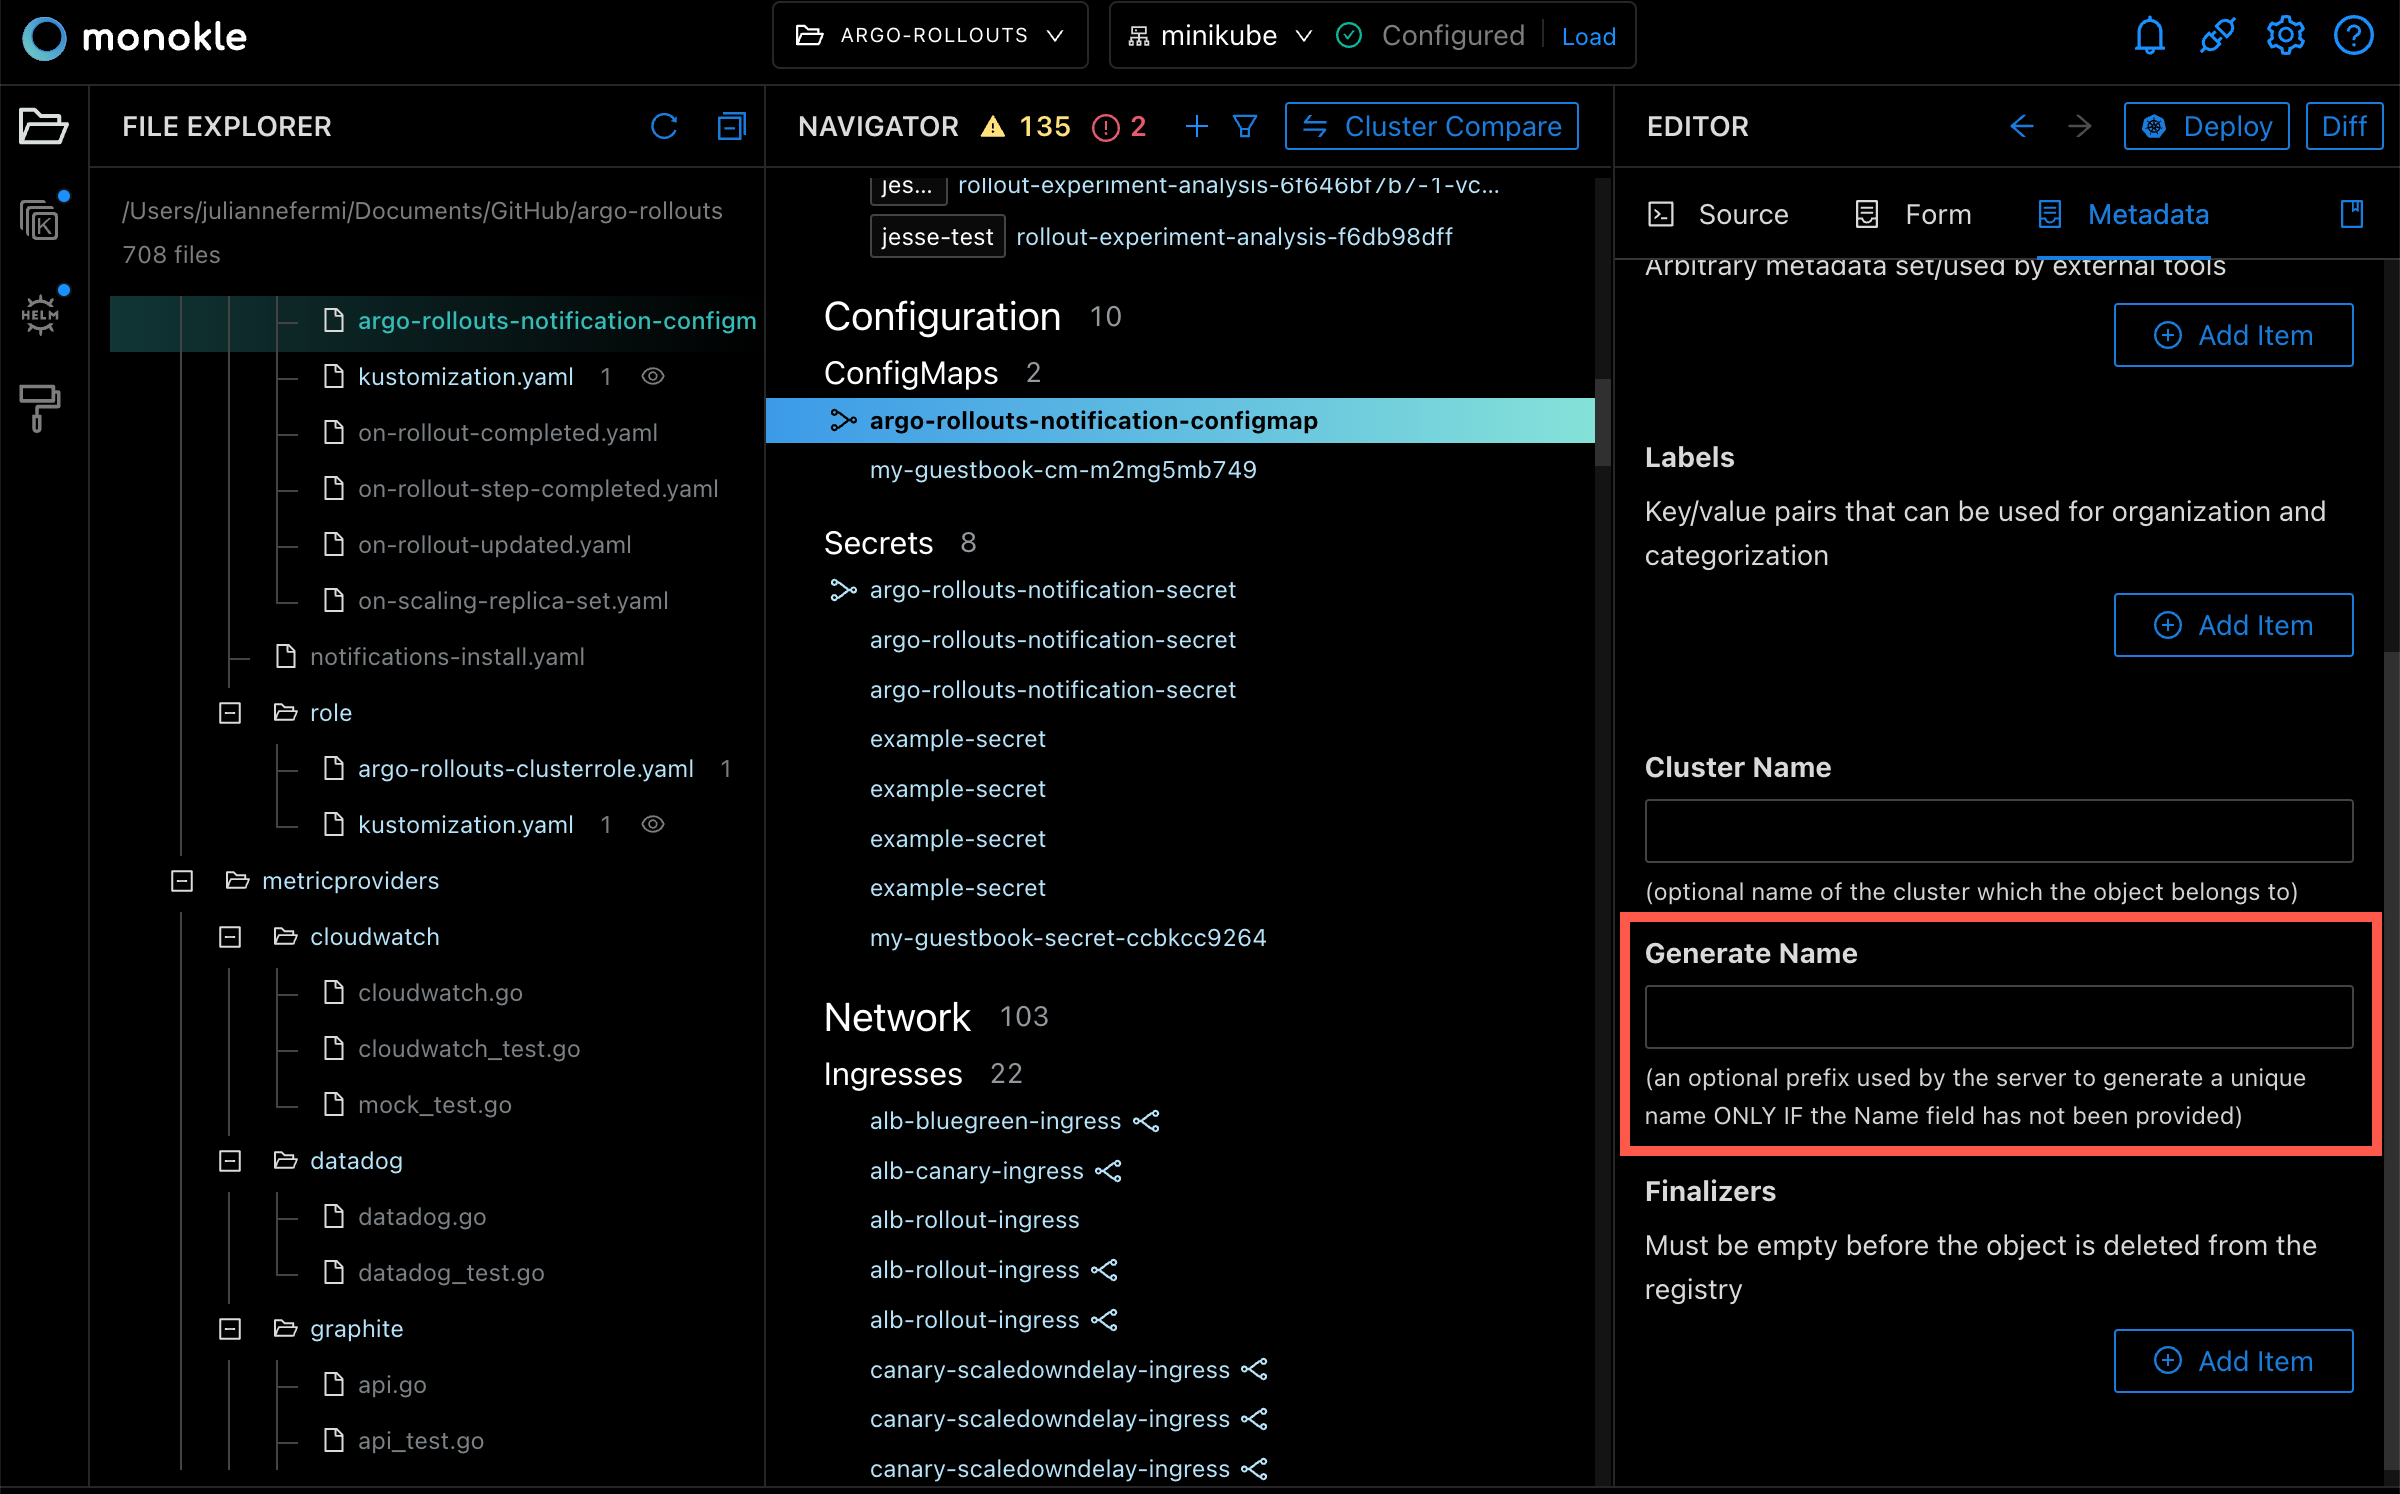 monokle
ARGO-ROLLOUTS
minikube Configured Load
FILE EXPLORER
/Users/juliannefermi/Documents/GitHub/argo-rollouts
708 files
argo-rollouts-notification-configm
kustomization.yaml 1
on-rollout-completed.yaml
on-rollout-step-completed.yaml
on-rollout-updated.yaml
on-scaling-replica-set.yaml
notifications-install.yaml
role
argo-rollouts-clusterrole.yaml 1
kustomization.yaml 1
metricproviders
cloudwatch
cloudwatch.go
cloudwatch_test.go
mock_test.go
datadog
datadog.go
datadog_test.go
graphite
api.go
api_test.go
K
HELM
NAVIGATOR 135 2 Cluster Compare
jes... rollout-experiment-analysis-6f646bf7b7-1-vc...
jesse-test rollout-experiment-analysis-f6db98dff
Configuration 10
ConfigMaps 2
argo-rollouts-notification-configmap
my-guestbook-cm-m2mg5mb749
Secrets 8
argo-rollouts-notification-secret
argo-rollouts-notification-secret
argo-rollouts-notification-secret
example-secret
example-secret
example-secret
example-secret
my-guestbook-secret-ccbkcc9264
Network 103
Ingresses 22
alb-bluegreen-ingress
alb-canary-ingress
alb-rollout-ingress
alb-rollout-ingress
alb-rollout-ingress
canary-scaledowndelay-ingress
canary-scaledowndelay-ingress
canary-scaledowndelay-ingress
EDITOR Deploy Diff
Source Form Metadata
Arbitrary metadata set/used by external tools
Add Item
Labels
Key/value pairs that can be used for organization and
categorization
Add Item
Cluster Name
(optional name of the cluster which the object belongs to)
Generate Name
(an optional prefix used by the server to generate a unique
name ONLY IF the Name field has not been provided)
Finalizers
Must be empty before the object is deleted from the
registry
Add Item